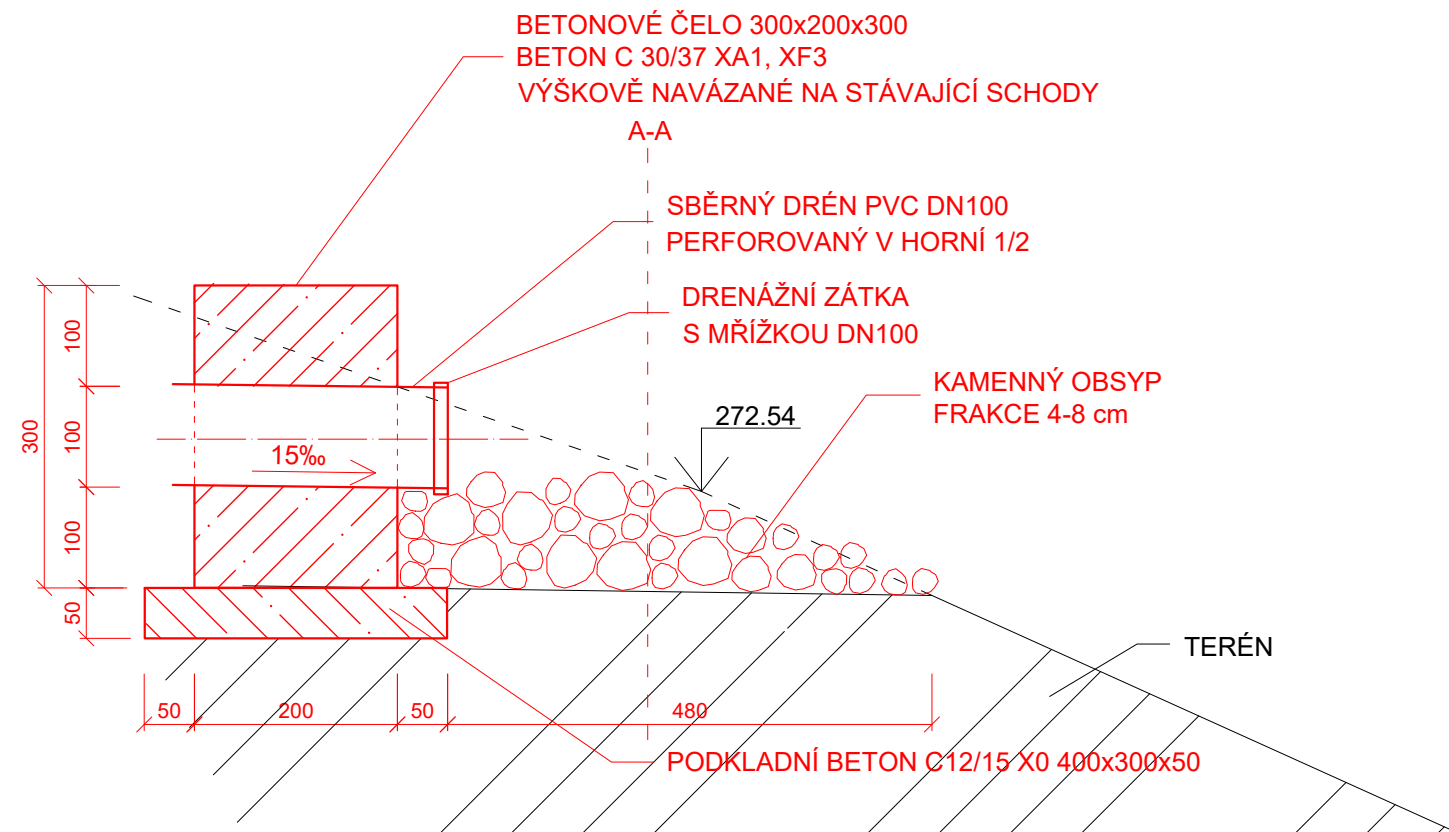 BETONOVÉ ČELO 300x200x300
BETON C 30/37 XA1, XF3
VÝŠKOVĚ NAVÁZANÉ NA STÁVAJÍCÍ SCHODY
A-A
SBĚRNÝ DRÉN PVC DN100
PERFOROVANÝ V HORNÍ 1/2
DRENÁŽNÍ ZÁTKA
S MŘÍŽKOU DN100
KAMENNÝ OBSYP
FRAKCE 4-8 cm
272.54
15‰
300
100
100
100
50
TERÉN
50
200
50
480
PODKLADNÍ BETON C12/15 X0 400x300x50